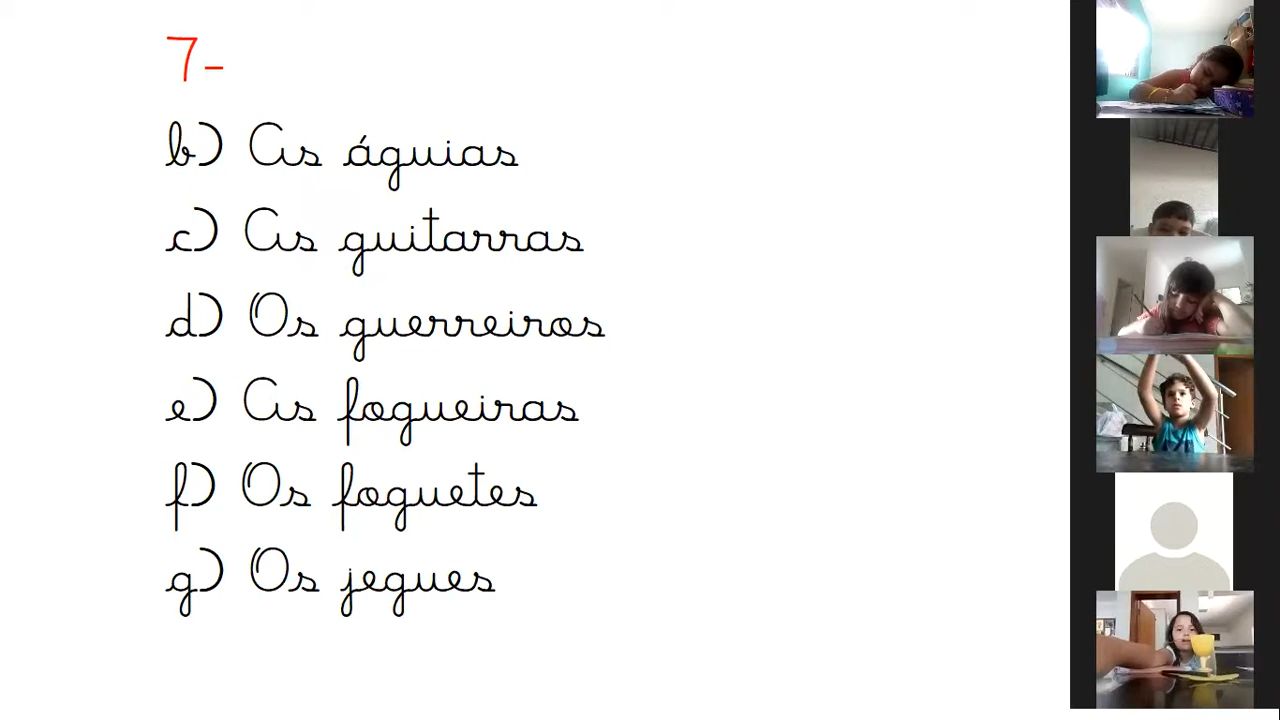 7-
b) As águias
c) As guitarras
d) Os guerreiros
e) As fogueiras
f) Os foguetes
g) Os jegues